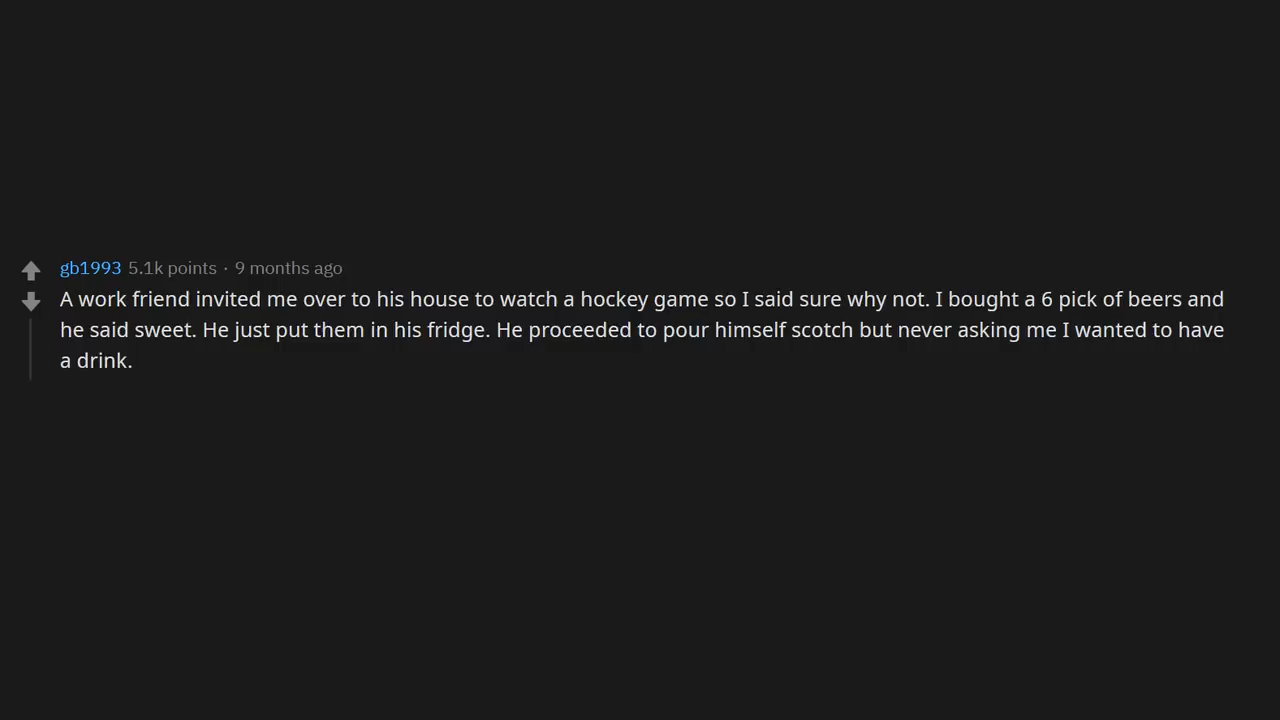 gb1993 5.1k points · 9 months ago
A work friend invited me over to his house to watch a hockey game so I said sure why not. I bought a 6 pick of beers and
he said sweet. He just put them in his fridge. He proceeded to pour himself scotch but never asking me I wanted to have
a drink.